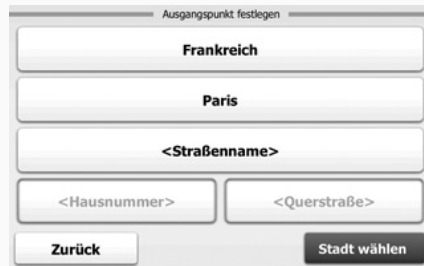 Ausgangspunkt festlegen
Frankreich
Paris
<Straßenname>
<Hausnummer> <Querstraße>
Zurück Stadt wählen